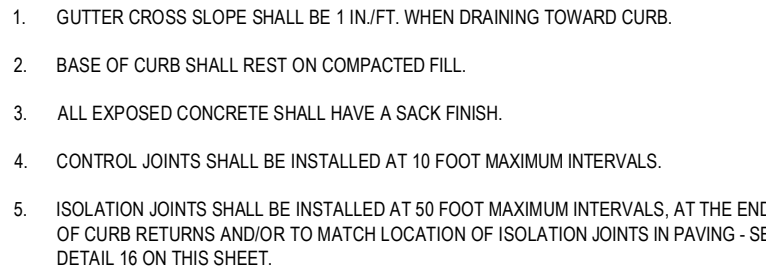 1. GUTTER CROSS SLOPE SHALL BE 1 IN./FT. WHEN DRAINING TOWARD CURB.
2. BASE OF CURB SHALL REST ON COMPACTED FILL.
3. ALL EXPOSED CONCRETE SHALL HAVE A SACK FINISH.
4. CONTROL JOINTS SHALL BE INSTALLED AT 10 FOOT MAXIMUM INTERVALS.
5. ISOLATION JOINTS SHALL BE INSTALLED AT 50 FOOT MAXIMUM INTERVALS, AT THE END
OF CURB RETURNS AND/OR TO MATCH LOCATION OF ISOLATION JOINTS IN PAVING -
DETAIL 16 ON THIS SHEET.